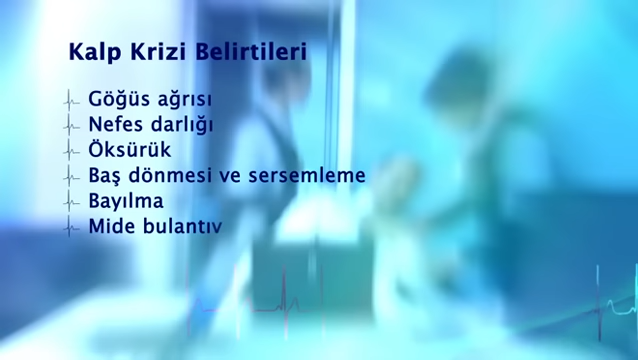 Kalp Krizi Belirtileri
Göğüs ağrısı
Nefes darlığı
Öksürük
Baş dönmesi ve sersemleme
Bayılma
Mide bulantıv